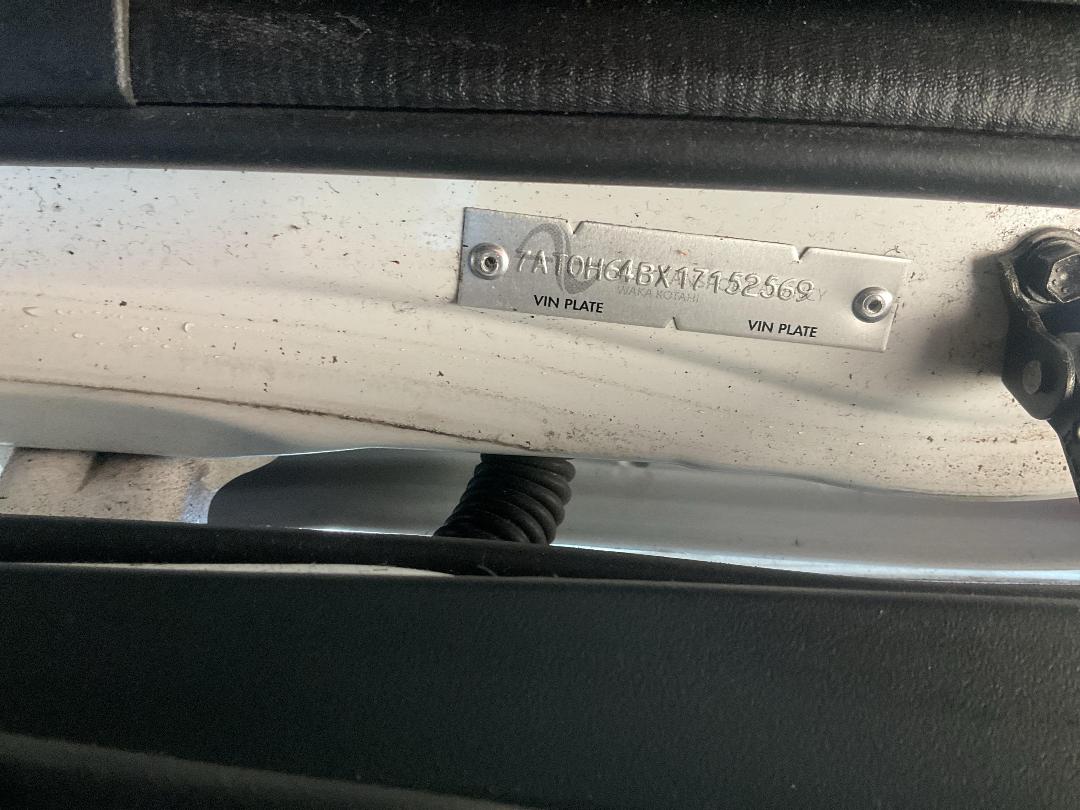 7AT0H64BX17152569
WAKA KOTAHI
VIN PLATE
VIN PLATE